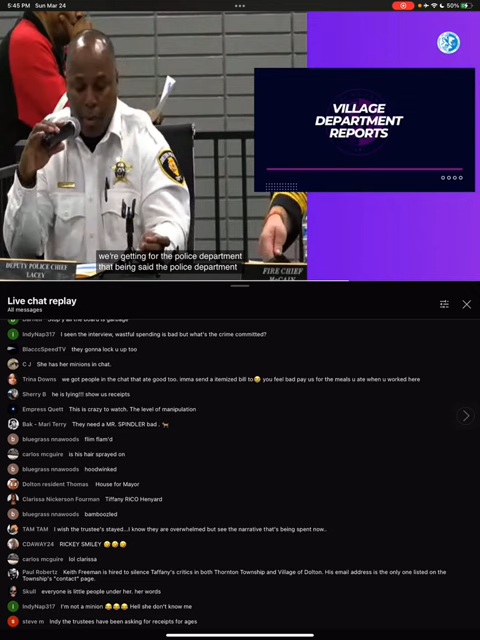 5:45 PM Sun Mar 24
50%
VILLAGE
DEPARTMENT
REPORTS
we're getting for the police department
that being said the police department
DEPUTY POLICE CHIEF
LACEY
FIRE CHIEF
McCAIN
Live chat replay
All messages
IndyNap317 I seen the interview, wastful spending is bad but what's the crime committed?
BlacccSpeedTV they gonna lock u up too
C J She has her minions in chat.
Trina Downs we got people in the chat that ate good too. imma send a itemized bill to😂 you feel bad pay us for the meals u ate when u worked here
Sherry B he is lying!!! show us receipts
Empress Quett This is crazy to watch. The level of manipulation
Bak - Mari Terry They need a MR. SPINDLER bad . 🐕
bluegrass nnawoods flim flam'd
carlos mcguire is his hair sprayed on
bluegrass nnawoods hoodwinked
Dolton resident Thomas House for Mayor
Clarissa Nickerson Fourman Tiffany RICO Henyard
bluegrass nnawoods bamboozled
TAM TAM I wish the trustee's stayed...I know they are overwhelmed but see the narrative that's being spent now..
CDAWAY24 RICKEY SMILEY 🤣🤣🤣
carlos mcguire lol clarissa
Paul Robertz Keith Freeman is hired to silence Taffany's critics in both Thornton Township and Village of Dolton. His email address is the only one listed on the
Township's "contact" page.
Skull everyone is little people under her. her words
IndyNap317 I'm not a minion 😂😂😂 Hell she don't know me
steve m Indy the trustees have been asking for receipts for ages